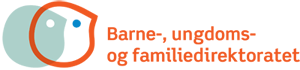 Barne-, ungdoms-
og familiedirektoratet